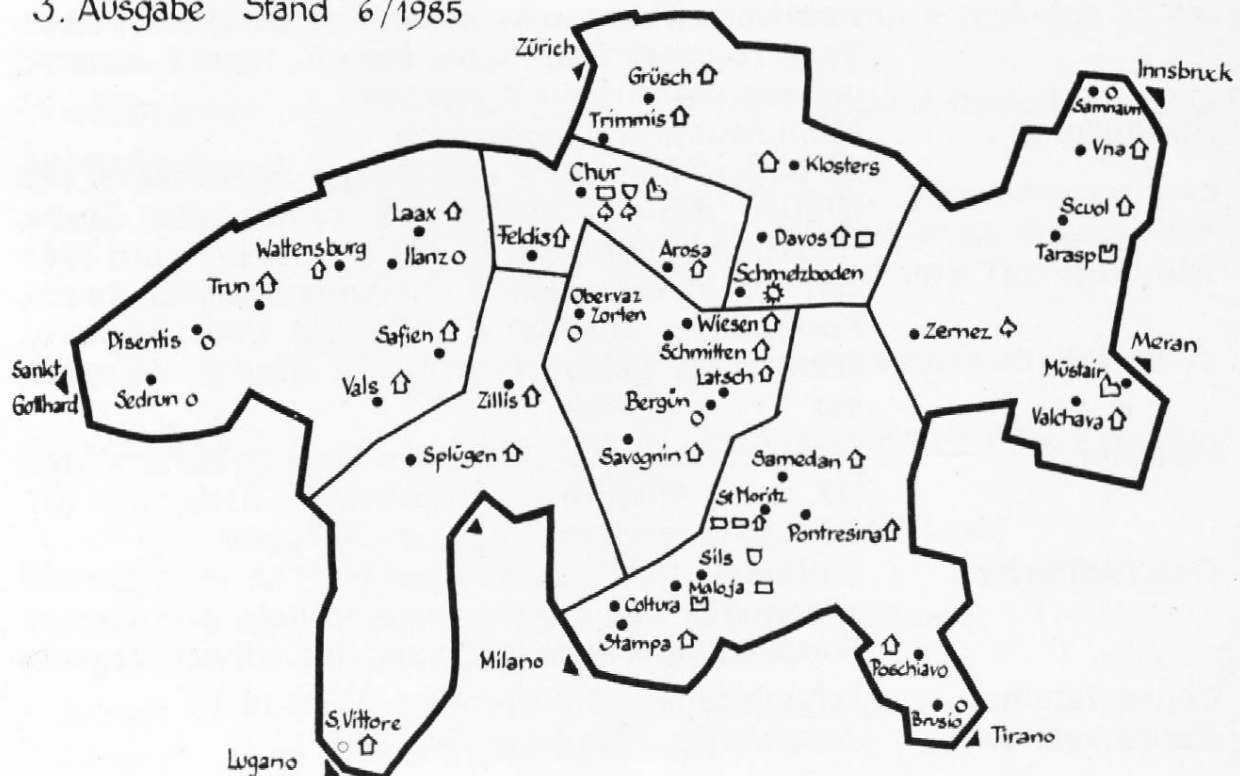 3. Ausgabe Stand 6/1985
Zürich
Innsbruck
Grüsch
Samnaun
Trimmis
Vna
Klosters
Chur
Scuol
Laax
Feldis
Davos
Tarasp
Waltensburg
Ilanz
Arosa
Schmelzboden
Trun
Obervaz
Zorten
Disentis
Safien
Wiesen
Zernez
Schmitten
Meran
Sankt
Gotthard
Latsch
Müstair
Sedrun
Vals
Zillis
Bergün
Valchava
Splügen
Savognin
Samedan
St Moritz
Pontresina
Sils
Maloja
Coltura
Stampa
Milano
Poschiavo
Brusio
S.Vittore
Tirano
Lugano